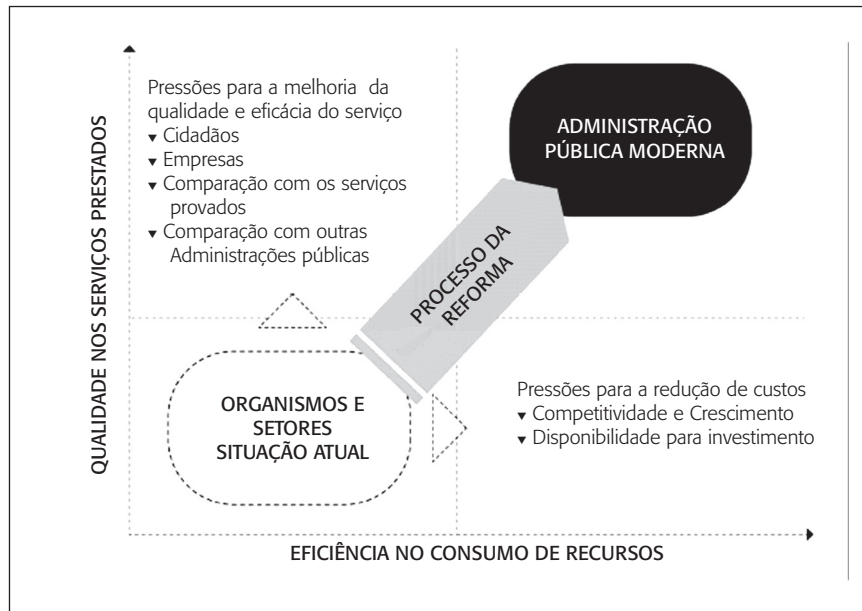 QUALIDADE NOS SERVIÇOS PRESTADOS
Pressões para a melhoria da
qualidade e eficácia do serviço
▼ Cidadãos
▼ Empresas
▼ Comparação com os serviços
provados
▼ Comparação com outras
Administrações públicas
ADMINISTRAÇÃO
PÚBLICA MODERNA
PROCESSO DA
REFORMA
ORGANISMOS E
SETORES
SITUAÇÃO ATUAL
Pressões para a redução de custos
▼ Competitividade e Crescimento
▼ Disponibilidade para investimento
EFICIÊNCIA NO CONSUMO DE RECURSOS